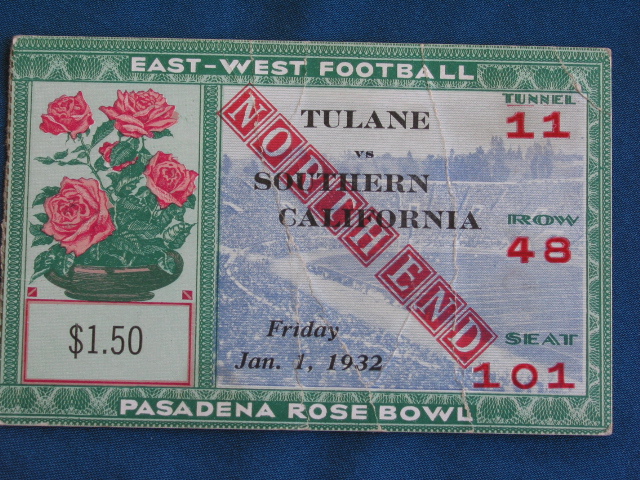 EAST-WEST FOOTBALL
TULANE
vs
SOUTHERN
CALIFORNIA
NORTH END
TUNNEL
11
ROW
48
SEAT
101
$1.50
Friday
Jan. 1, 1932
PASADENA ROSE BOWL